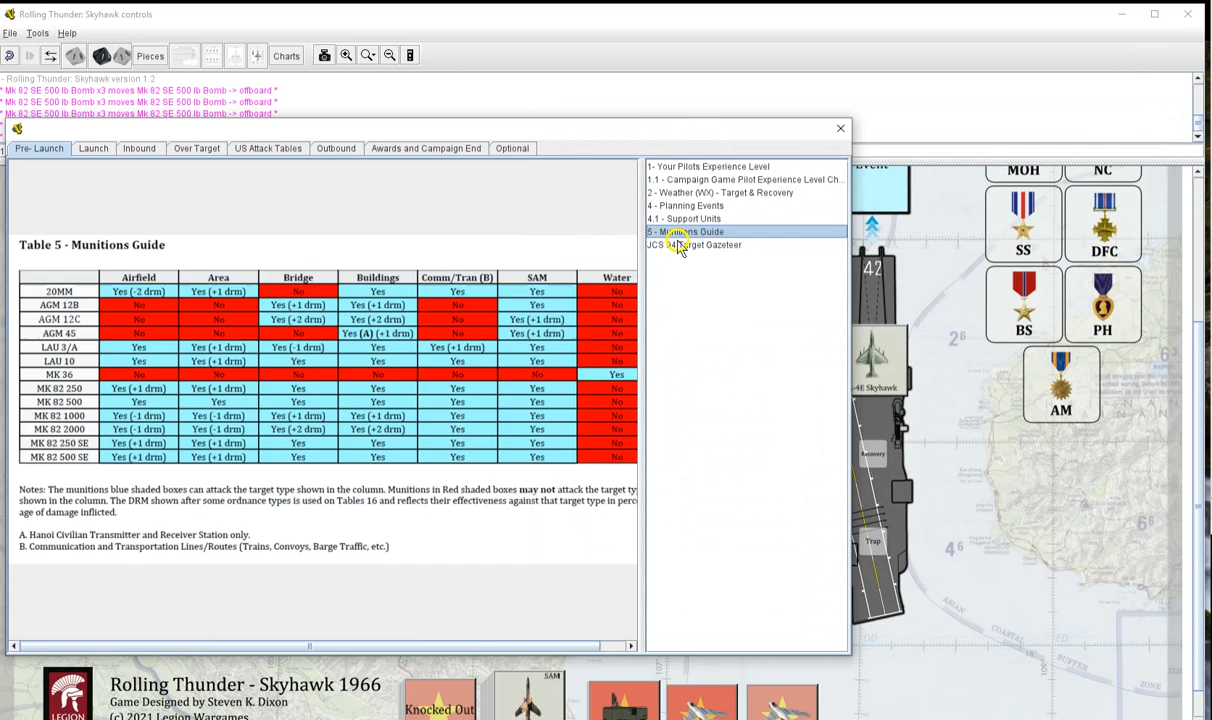 Rolling Thunder: Skyhawk controls
File Tools Help
Pieces Charts
- Rolling Thunder: Skyhawk version 1.2
* Mk 82 SE 500 lb Bomb x3 moves Mk 82 SE 500 lb Bomb -> offboard *
* Mk 82 SE 500 lb Bomb x3 moves Mk 82 SE 500 lb Bomb -> offboard *
* Mk 82 SE 500 lb Bomb x3 moves Mk 82 SE 500 lb Bomb -> offboard *
Pre- Launch Launch Inbound Over Target US Attack Tables Outbound Awards and Campaign End Optional
1- Your Pilots Experience Level
1.1 - Campaign Game Pilot Experience Level Ch...
2 - Weather (WX) - Target & Recovery
4 - Planning Events
4.1 - Support Units
5 - Munitions Guide
JCS 94 Target Gazeteer
Table 5 - Munitions Guide
Airfield Area Bridge Buildings Comm/Tran (B) SAM Water
20MM Yes (-2 drm) Yes (+1 drm) No Yes Yes Yes No
AGM 12B No No Yes (+1 drm) Yes (+1 drm) No Yes No
AGM 12C No No Yes (+2 drm) Yes (+2 drm) No Yes (+1 drm) No
AGM 45 No No No Yes (A) (+1 drm) No Yes (+1 drm) No
LAU 3/A Yes Yes (+1 drm) Yes (-1 drm) Yes Yes (+1 drm) Yes No
LAU 10 Yes Yes (+1 drm) Yes Yes Yes Yes No
MK 36 No No No No No No Yes
MK 82 250 Yes (+1 drm) Yes (+1 drm) Yes Yes Yes Yes No
MK 82 500 Yes Yes Yes Yes Yes Yes No
MK 82 1000 Yes (-1 drm) Yes (-1 drm) Yes (+1 drm) Yes (+1 drm) Yes Yes No
MK 82 2000 Yes (-1 drm) Yes (-1 drm) Yes (+2 drm) Yes (+2 drm) Yes Yes No
MK 82 250 SE Yes (+1 drm) Yes (+1 drm) Yes Yes Yes Yes No
MK 82 500 SE Yes (+1 drm) Yes (+1 drm) Yes Yes Yes Yes No
Notes: The munitions blue shaded boxes can attack the target type shown in the column. Munitions in Red shaded boxes may not attack the target ty
shown in the column. The DRM shown after some ordnance types is used on Tables 16 and reflects their effectiveness against that target type in perc
age of damage inflicted.
A. Hanoi Civilian Transmitter and Receiver Station only.
B. Communication and Transportation Lines/Routes (Trains, Convoys, Barge Traffic, etc.)
Event
MOH NC
SS DFC
BS PH
AM
42
-4E Skyhawk
Recovery
Trap
2 6
6
6 6
4 6
ASIAN
COASTAL
BUFFER
ZONE
DD
ED
Rolling Thunder - Skyhawk 1966
Game Designed by Steven K. Dixon
(c) 2021 Legion Wargames
LEGION
Knocked Out
SAM